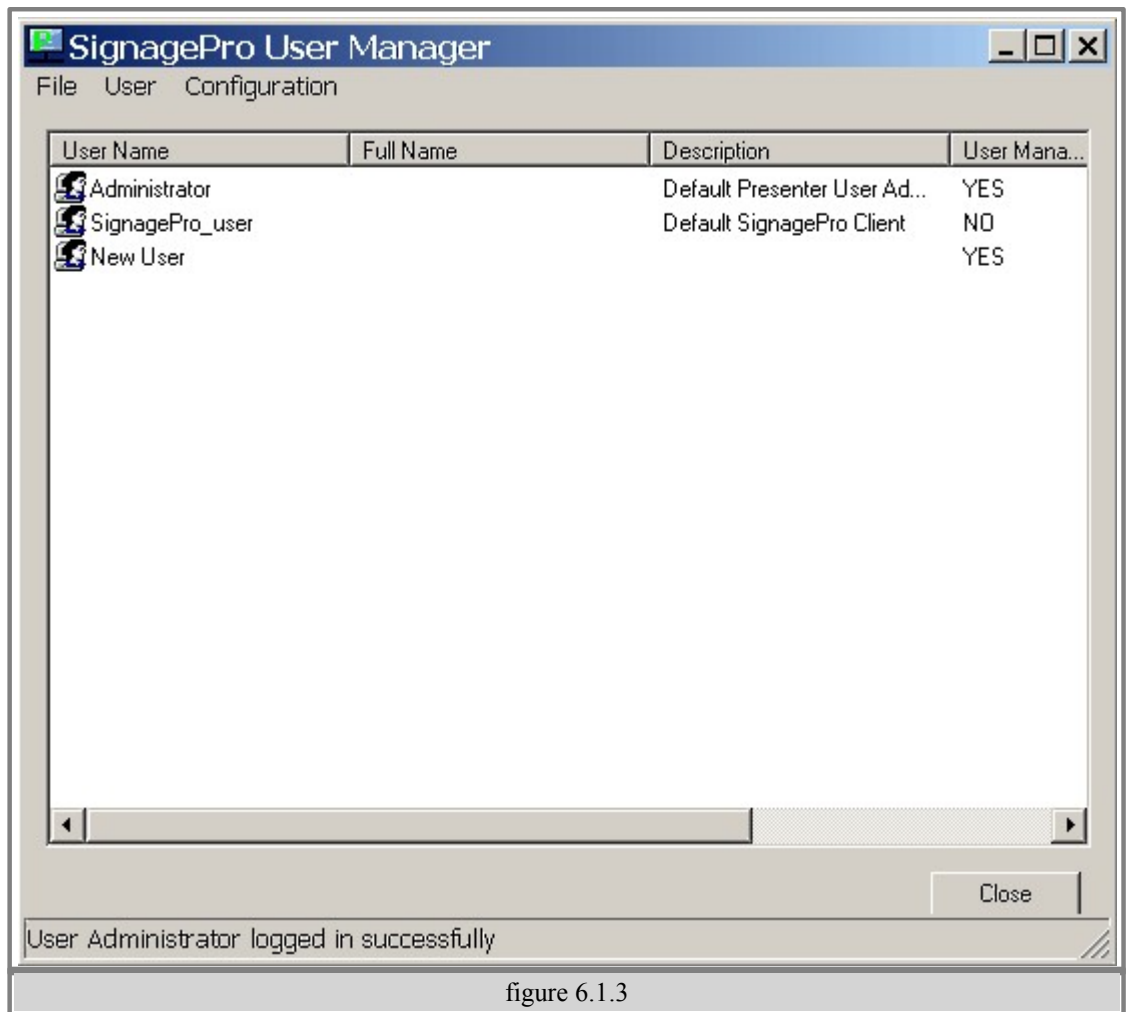 SignagePro User Manager
File User Configuration
User Name Full Name Description User Mana...
Administrator Default Presenter User Ad... YES
SignagePro_user Default SignagePro Client NO
New User YES
Close
User Administrator logged in successfully
figure 6.1.3